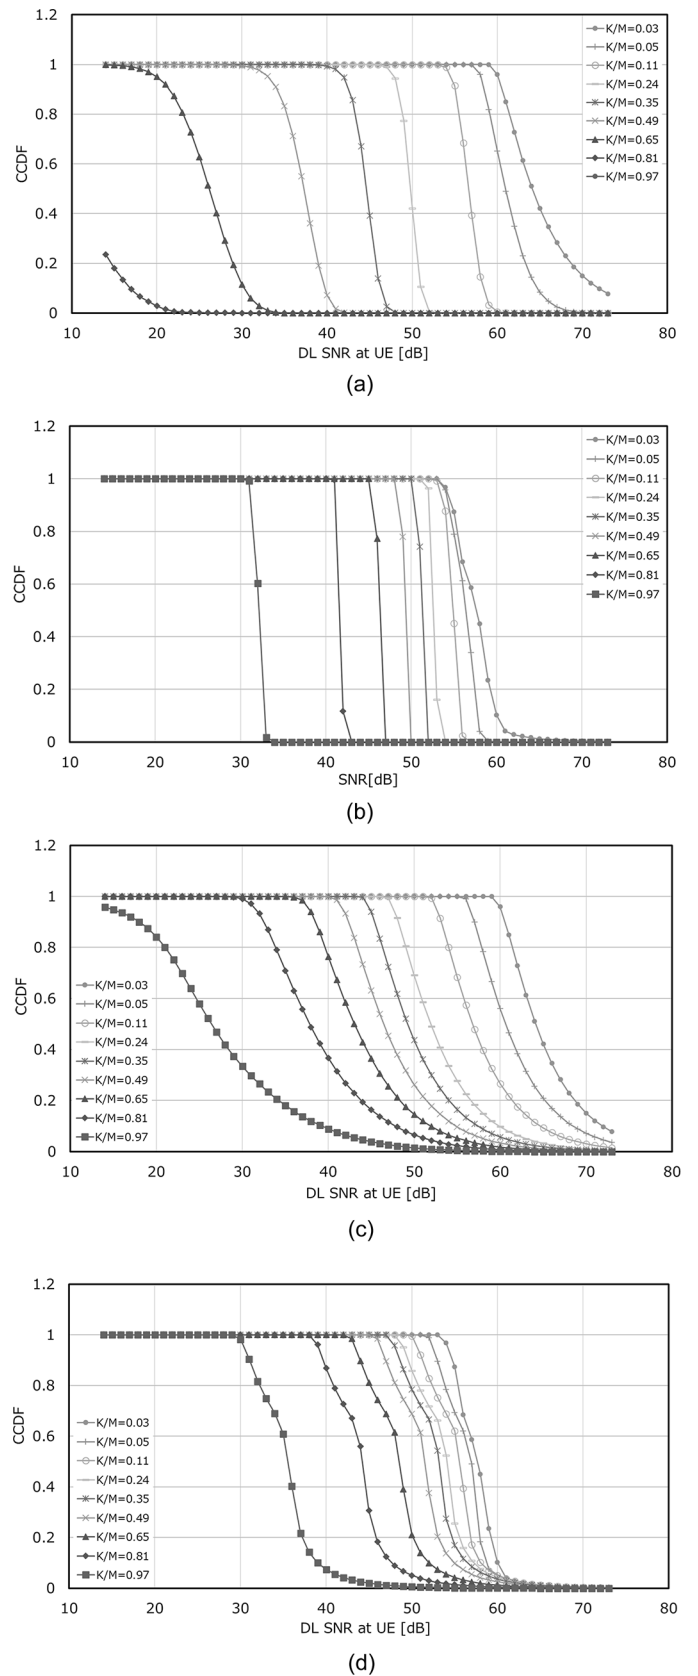 1.2
1
0.8
0.6
0.4
0.2
0
CCDF
10 20 30 40 50 60 70 80
DL SNR at UE [dB]
K/M=0.03
K/M=0.05
K/M=0.11
K/M=0.24
K/M=0.35
K/M=0.49
K/M=0.65
K/M=0.81
K/M=0.97
(a)
1.2
1
0.8
0.6
0.4
0.2
0
CCDF
10 20 30 40 50 60 70 80
SNR[dB]
K/M=0.03
K/M=0.05
K/M=0.11
K/M=0.24
K/M=0.35
K/M=0.49
K/M=0.65
K/M=0.81
K/M=0.97
(b)
1.2
1
0.8
0.6
0.4
0.2
0
CCDF
K/M=0.03
K/M=0.05
K/M=0.11
K/M=0.24
K/M=0.35
K/M=0.49
K/M=0.65
K/M=0.81
K/M=0.97
10 20 30 40 50 60 70 80
DL SNR at UE [dB]
(c)
1.2
1
0.8
0.6
0.4
0.2
0
CCDF
K/M=0.03
K/M=0.05
K/M=0.11
K/M=0.24
K/M=0.35
K/M=0.49
K/M=0.65
K/M=0.81
K/M=0.97
10 20 30 40 50 60 70 80
DL SNR at UE [dB]
(d)